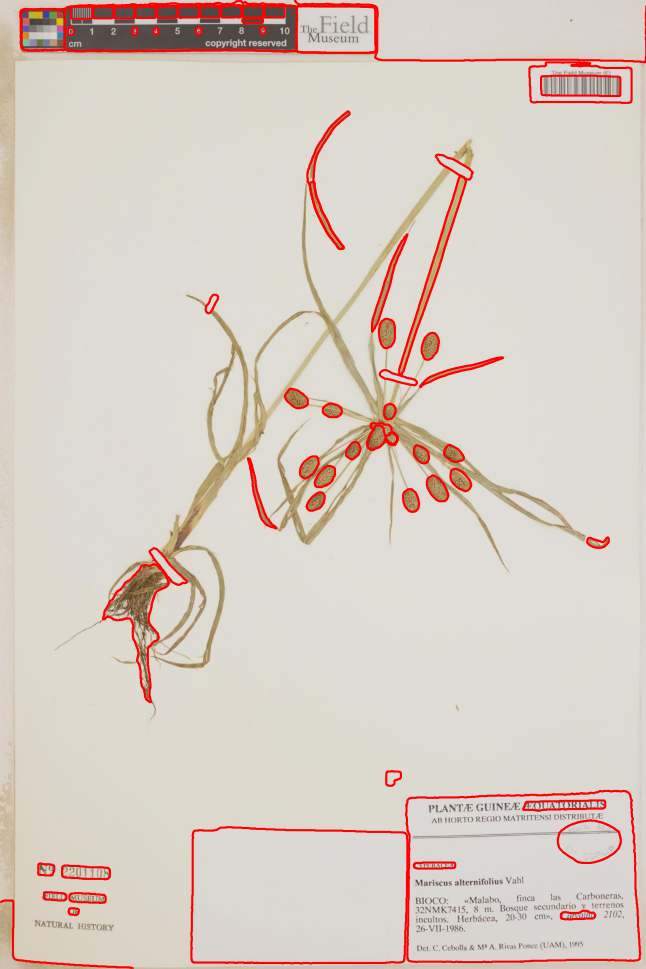 0 1 2 3 4 5 6 7 8 9 10
cm copyright reserved
The Field
Museum
The Field Museum (F)
PLANTÆ GUINEÆ ÆQUATORIALIS
AB HORTO REGIO MATRITENSI DISTRIBUTÆ
CYPERACEÆ
Mariscus alternifolius Vahl
BIOCO: «Malabo, finca las Carboneras,
32NMK7415, 8 m. Bosque secundario y terrenos
incultos. Herbácea, 20-30 cm», Carvalho 2102,
26-VII-1986.
Det. C. Cebolla & Mª A. Rivas Ponce (UAM), 1995
Nº 2201108
FIELD MUSEUM
OF
NATURAL HISTORY